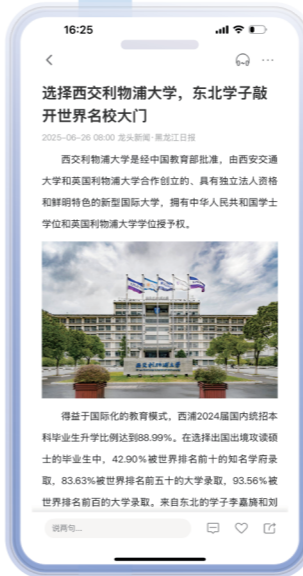 16:25
选择西交利物浦大学，东北学子敲
开世界名校大门
2025-06-26 08:00 龙头新闻·黑龙江日报
西交利物浦大学是经中国教育部批准，由西安交通
大学和英国利物浦大学合作创立的、具有独立法人资格
和鲜明特色的新型国际大学，拥有中华人民共和国学士
学位和英国利物浦大学学位授予权。
西交利物浦大学
得益于国际化的教育模式，西浦2024届国内统招本
科毕业生升学比例达到88.99%。在选择出国出境攻读硕
士的毕业生中，42.90%被世界排名前十的知名学府录
取，83.63%被世界排名前五十的大学录取，93.56%被
世界排名前百的大学录取。来自东北的学子李嘉旖和刘
说两句...